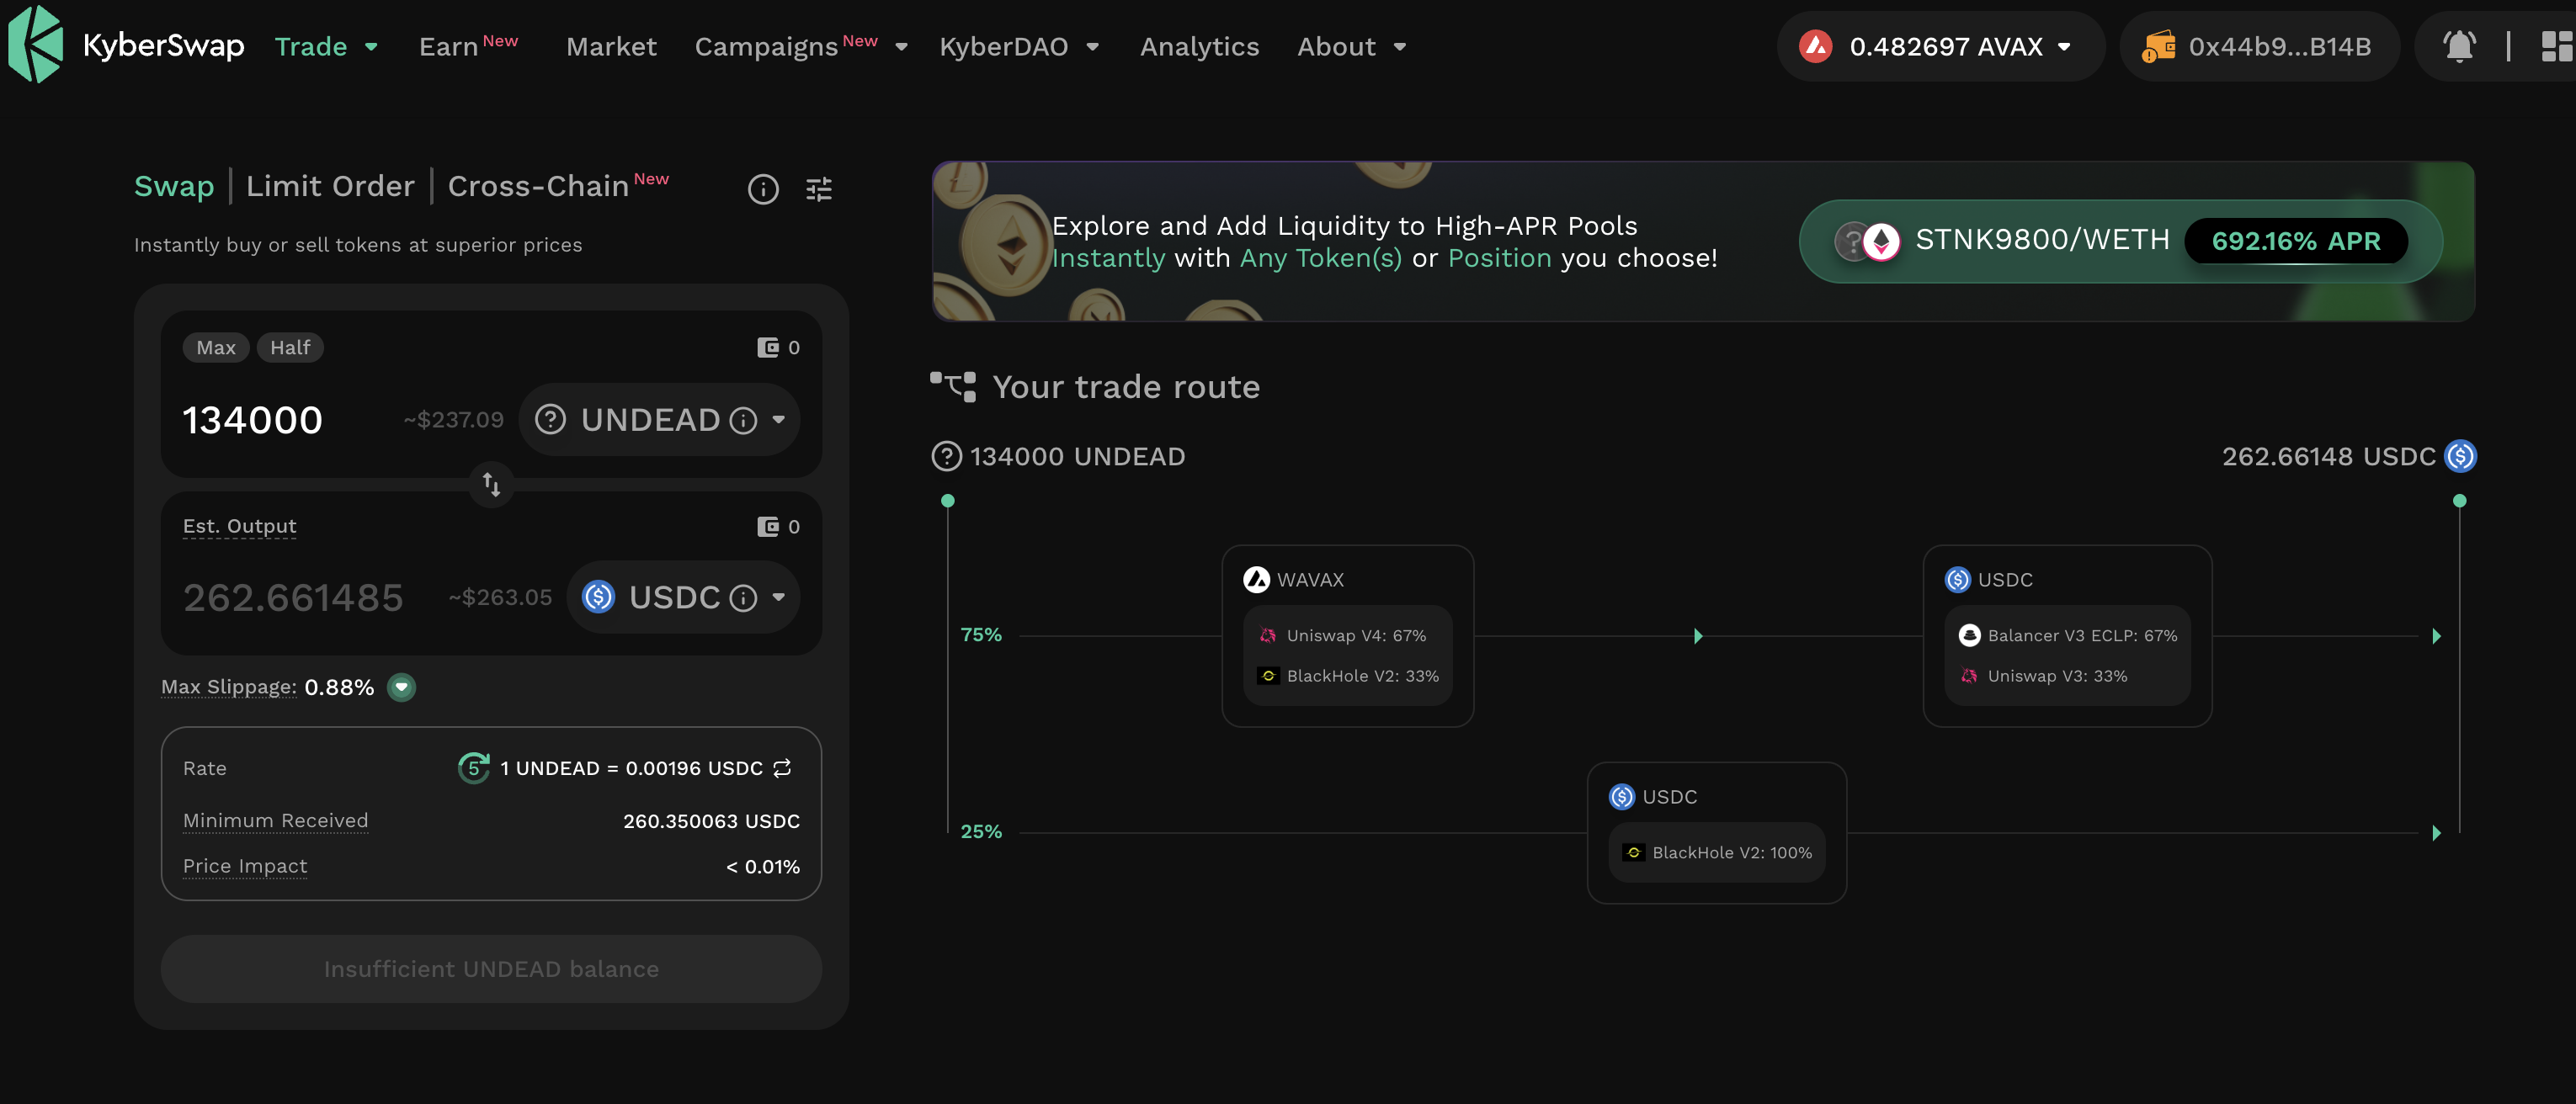 KyberSwap Trade Earn New Market Campaigns New KyberDAO Analytics About 0.482697 AVAX 0x44b9...B14B
Swap | Limit Order | Cross-Chain New
Instantly buy or sell tokens at superior prices
Max Half 0
134000 ~$237.09 UNDEAD
Est. Output 0
262.661485 ~$263.05 USDC
Max Slippage: 0.88%
Rate 5 1 UNDEAD = 0.00196 USDC
Minimum Received 260.350063 USDC
Price Impact < 0.01%
Insufficient UNDEAD balance
Explore and Add Liquidity to High-APR Pools
Instantly with Any Token(s) or Position you choose!
STNK9800/WETH 692.16% APR
Your trade route
134000 UNDEAD 262.66148 USDC
75%
WAVAX
Uniswap V4: 67%
BlackHole V2: 33%
USDC
Balancer V3 ECLP: 67%
Uniswap V3: 33%
25%
USDC
BlackHole V2: 100%